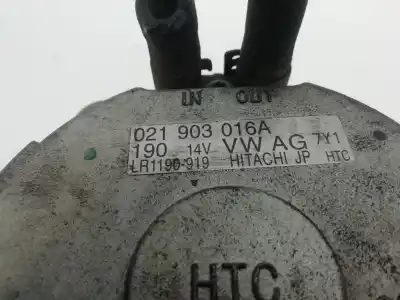 IN OUT
021 903 016A
190 14V VW AG 7Y1
LR1190-919 HITACHI JP HTC
HTC